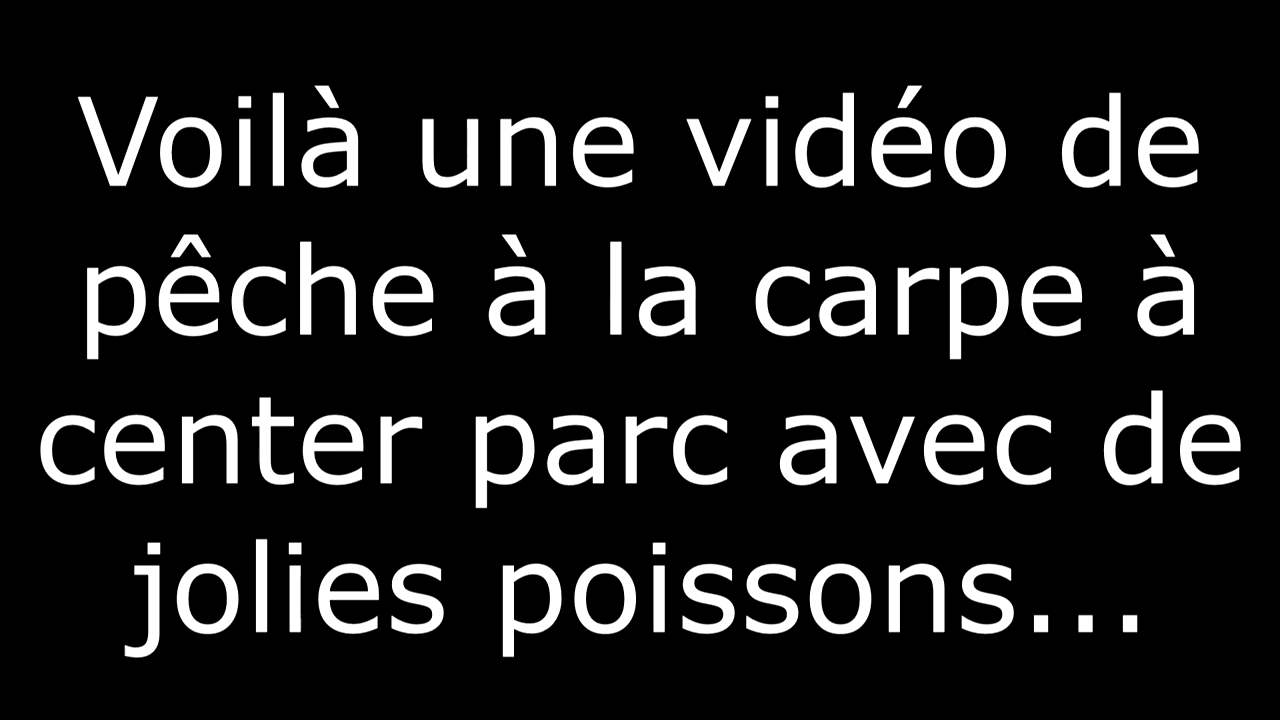 Voilà une vidéo de
pêche à la carpe à
center parc avec de
jolies poissons...